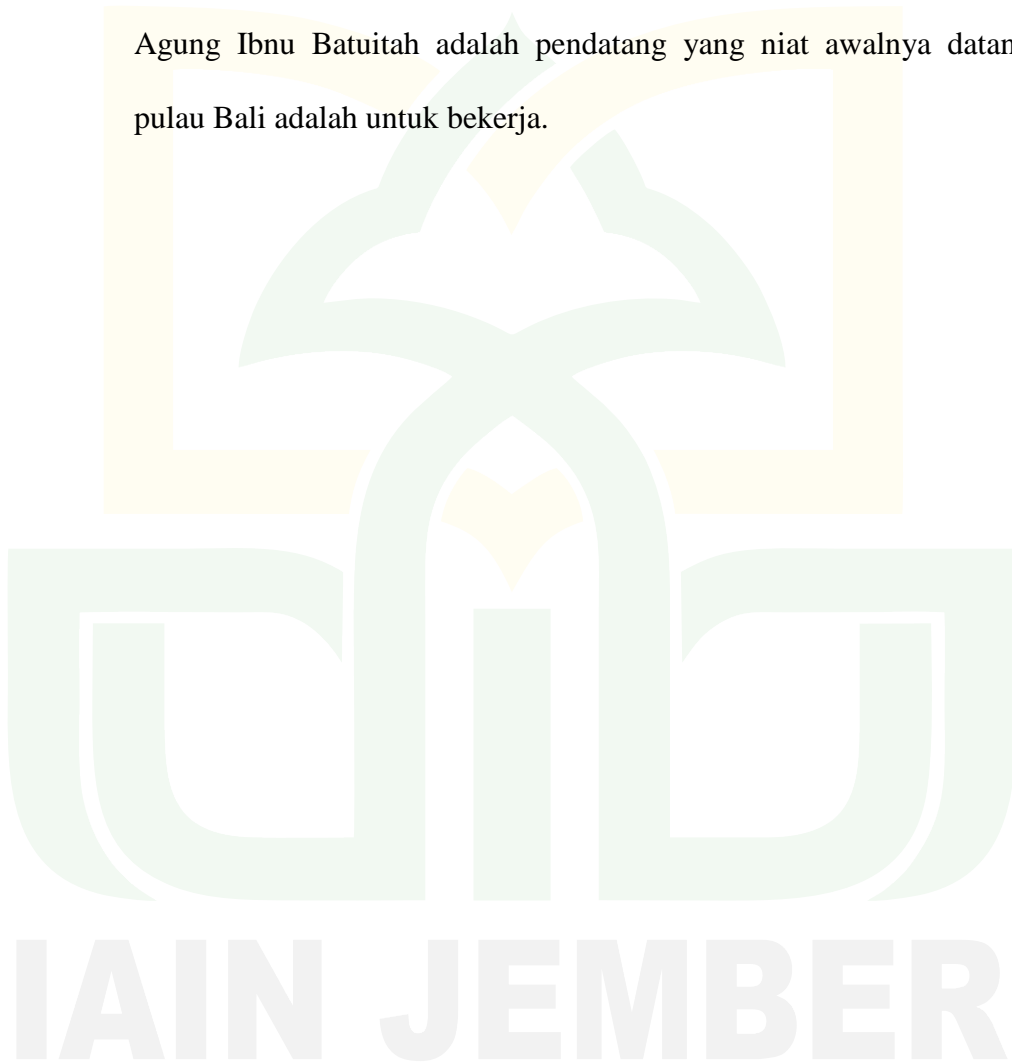 Agung Ibnu Batuitah adalah pendatang yang niat awalnya datan
pulau Bali adalah untuk bekerja.
IAIN JEMBER